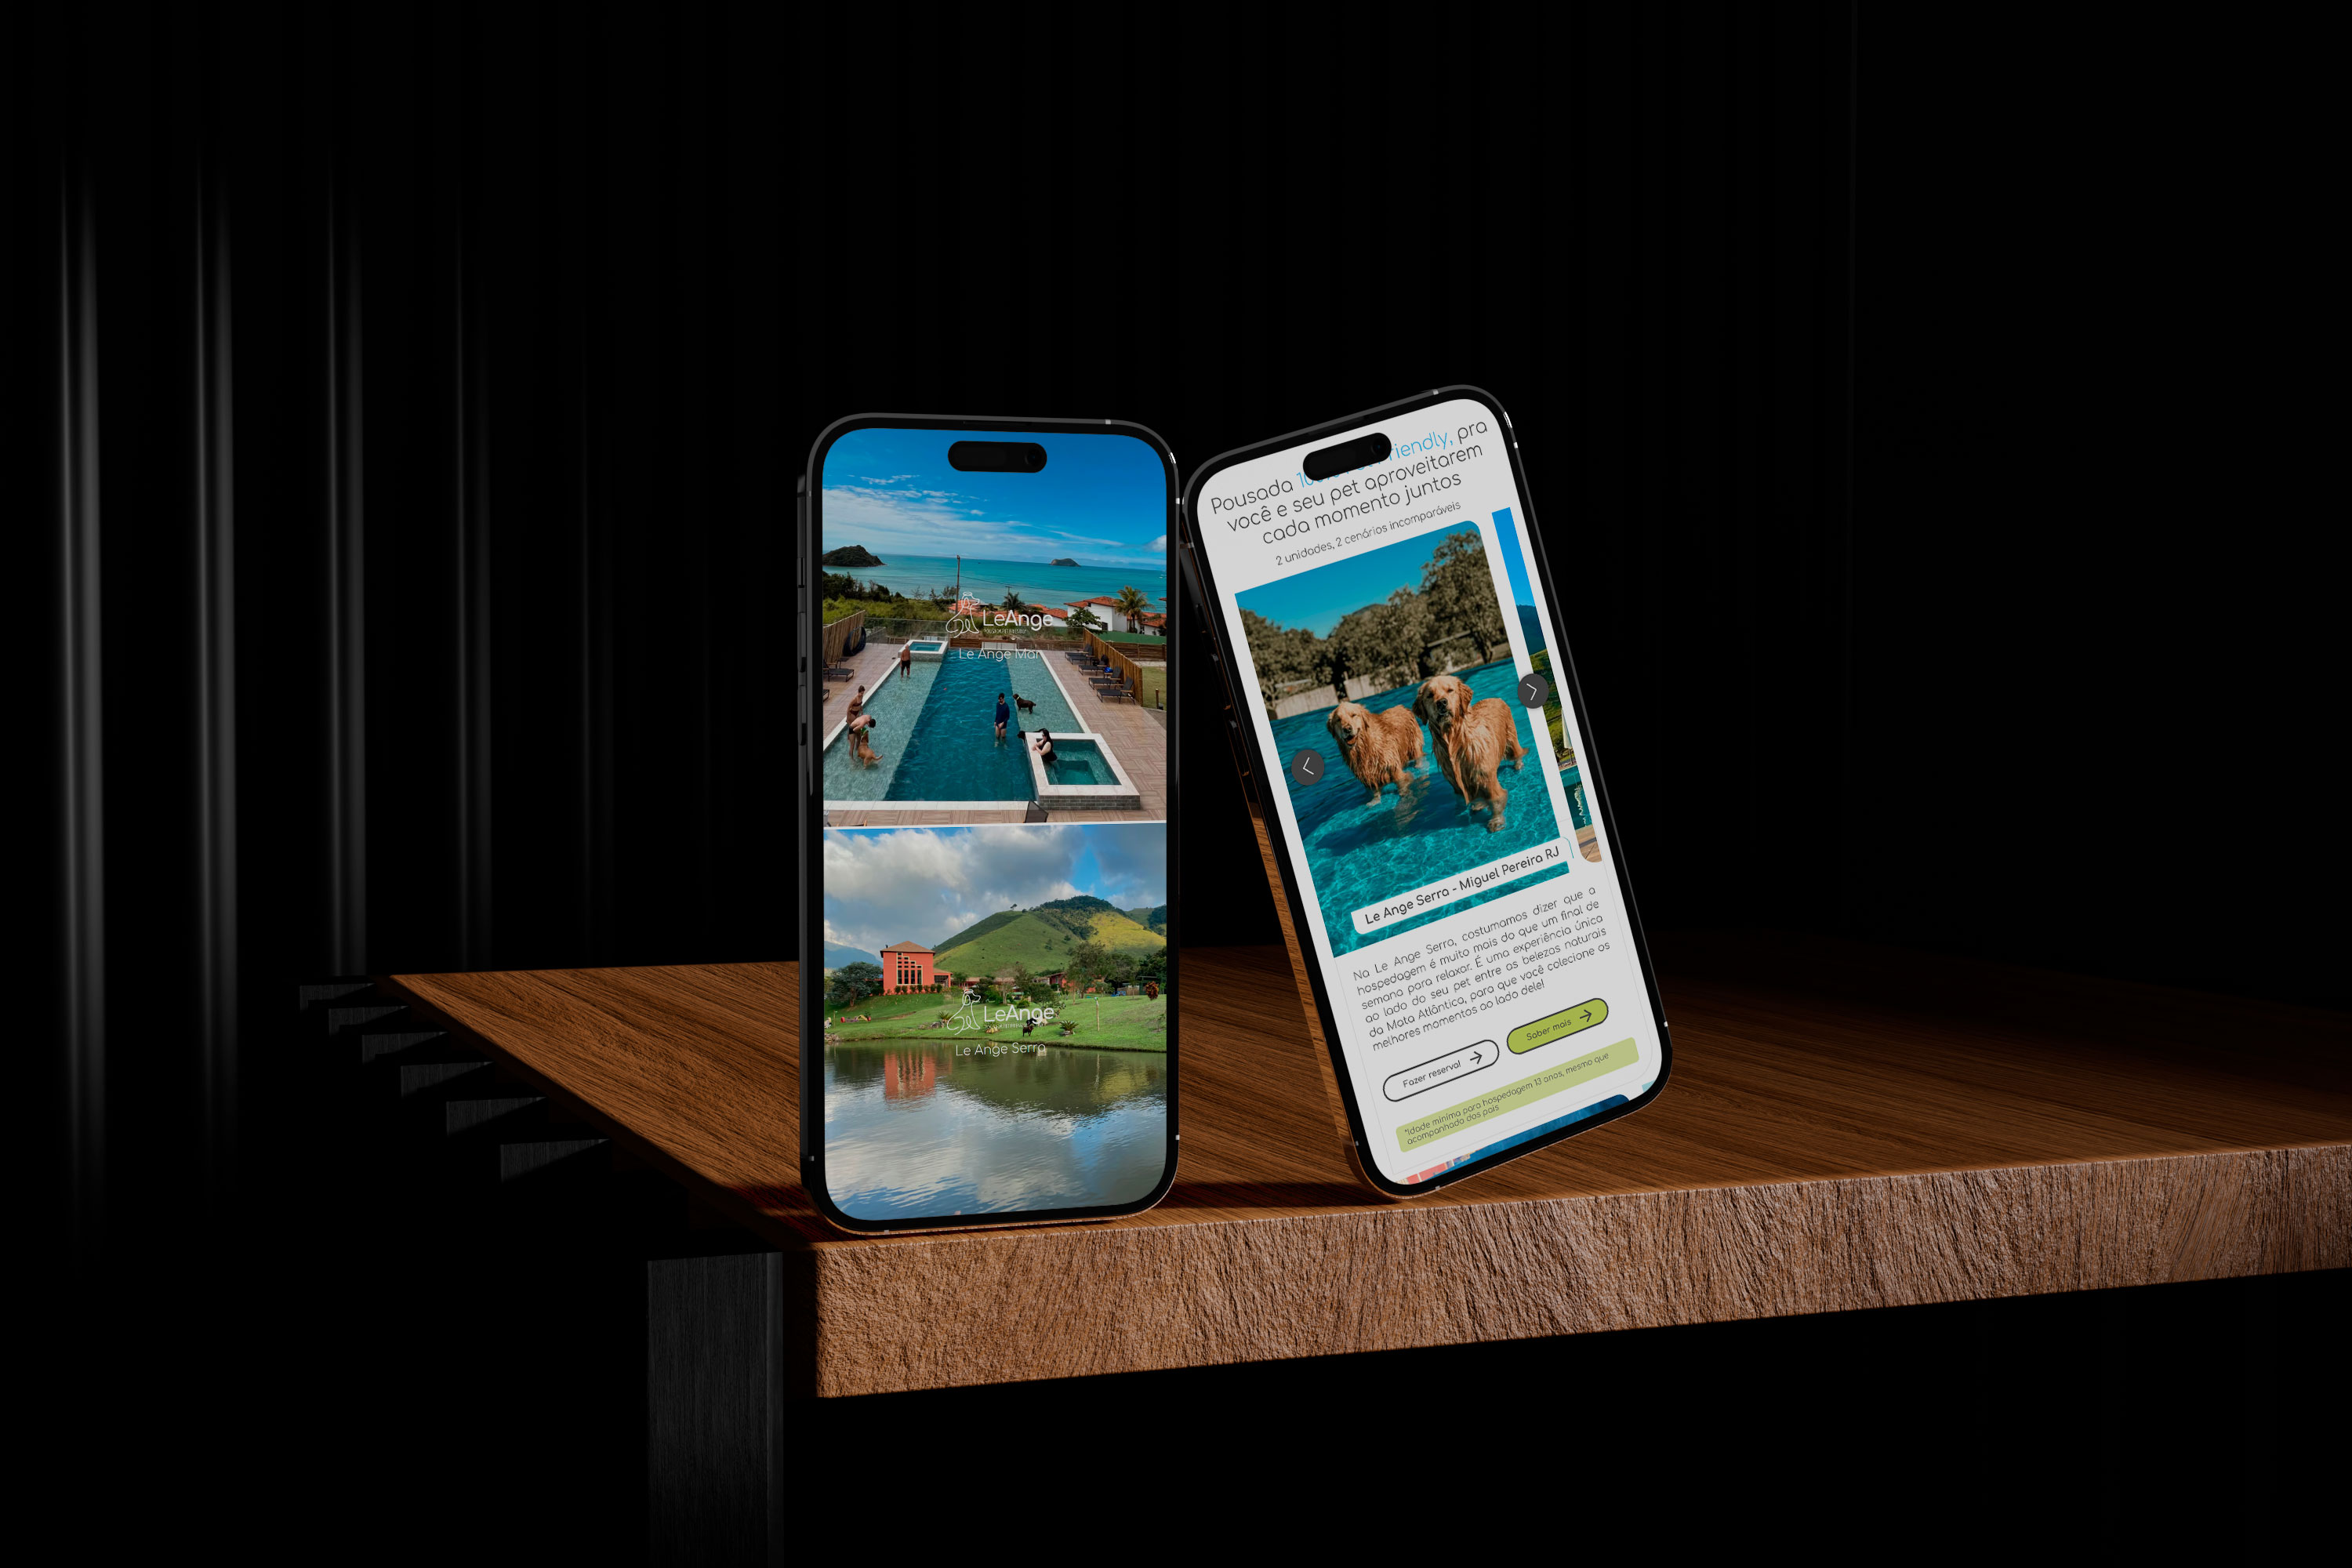 LeAnge
Le Ange Mar
LeAnge
Le Ange Serra
Pousada iendly, pra
você e seu pet aproveitarem
cada momento juntos
2 unidades, 2 cenários incomparáveis
Le Ange Serra - Miguel Pereira RJ
Na Le Ange Serra, costumamos dizer que a
hospedagem é muito mais do que um final de
semana para relaxar. É uma experiência única
ao lado do seu pet entre as belezas naturais
da Mata Atlântica, para que você colecione os
melhores momentos ao lado dele!
Fazer reserva!
Saber mais
*Idade mínima para hospedagem 13 anos, mesmo que
acompanhado dos pais